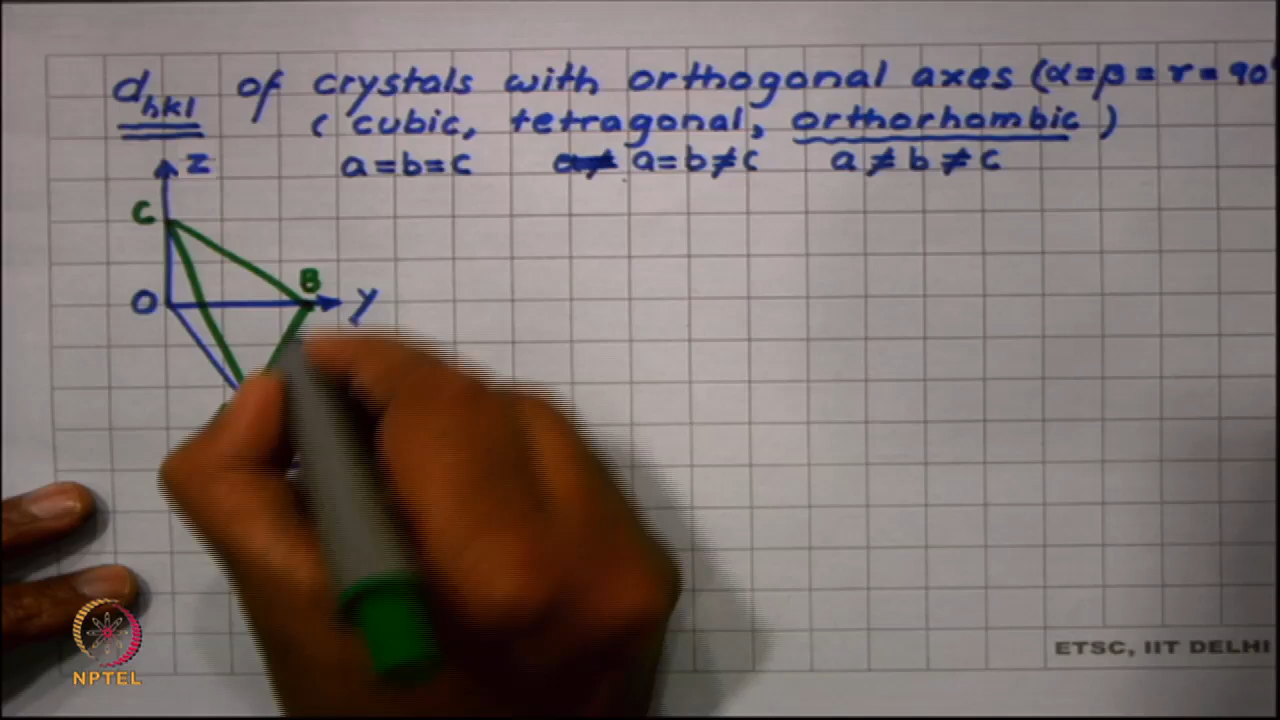 dhkl of crystals with orthogonal axes (α=β=γ=90°
( cubic, tetragonal, orthorhombic )
a=b=c a≠ a=b≠c a≠b≠c
Z
C
B
O Y
ETSC, IIT DELHI
NPTEL